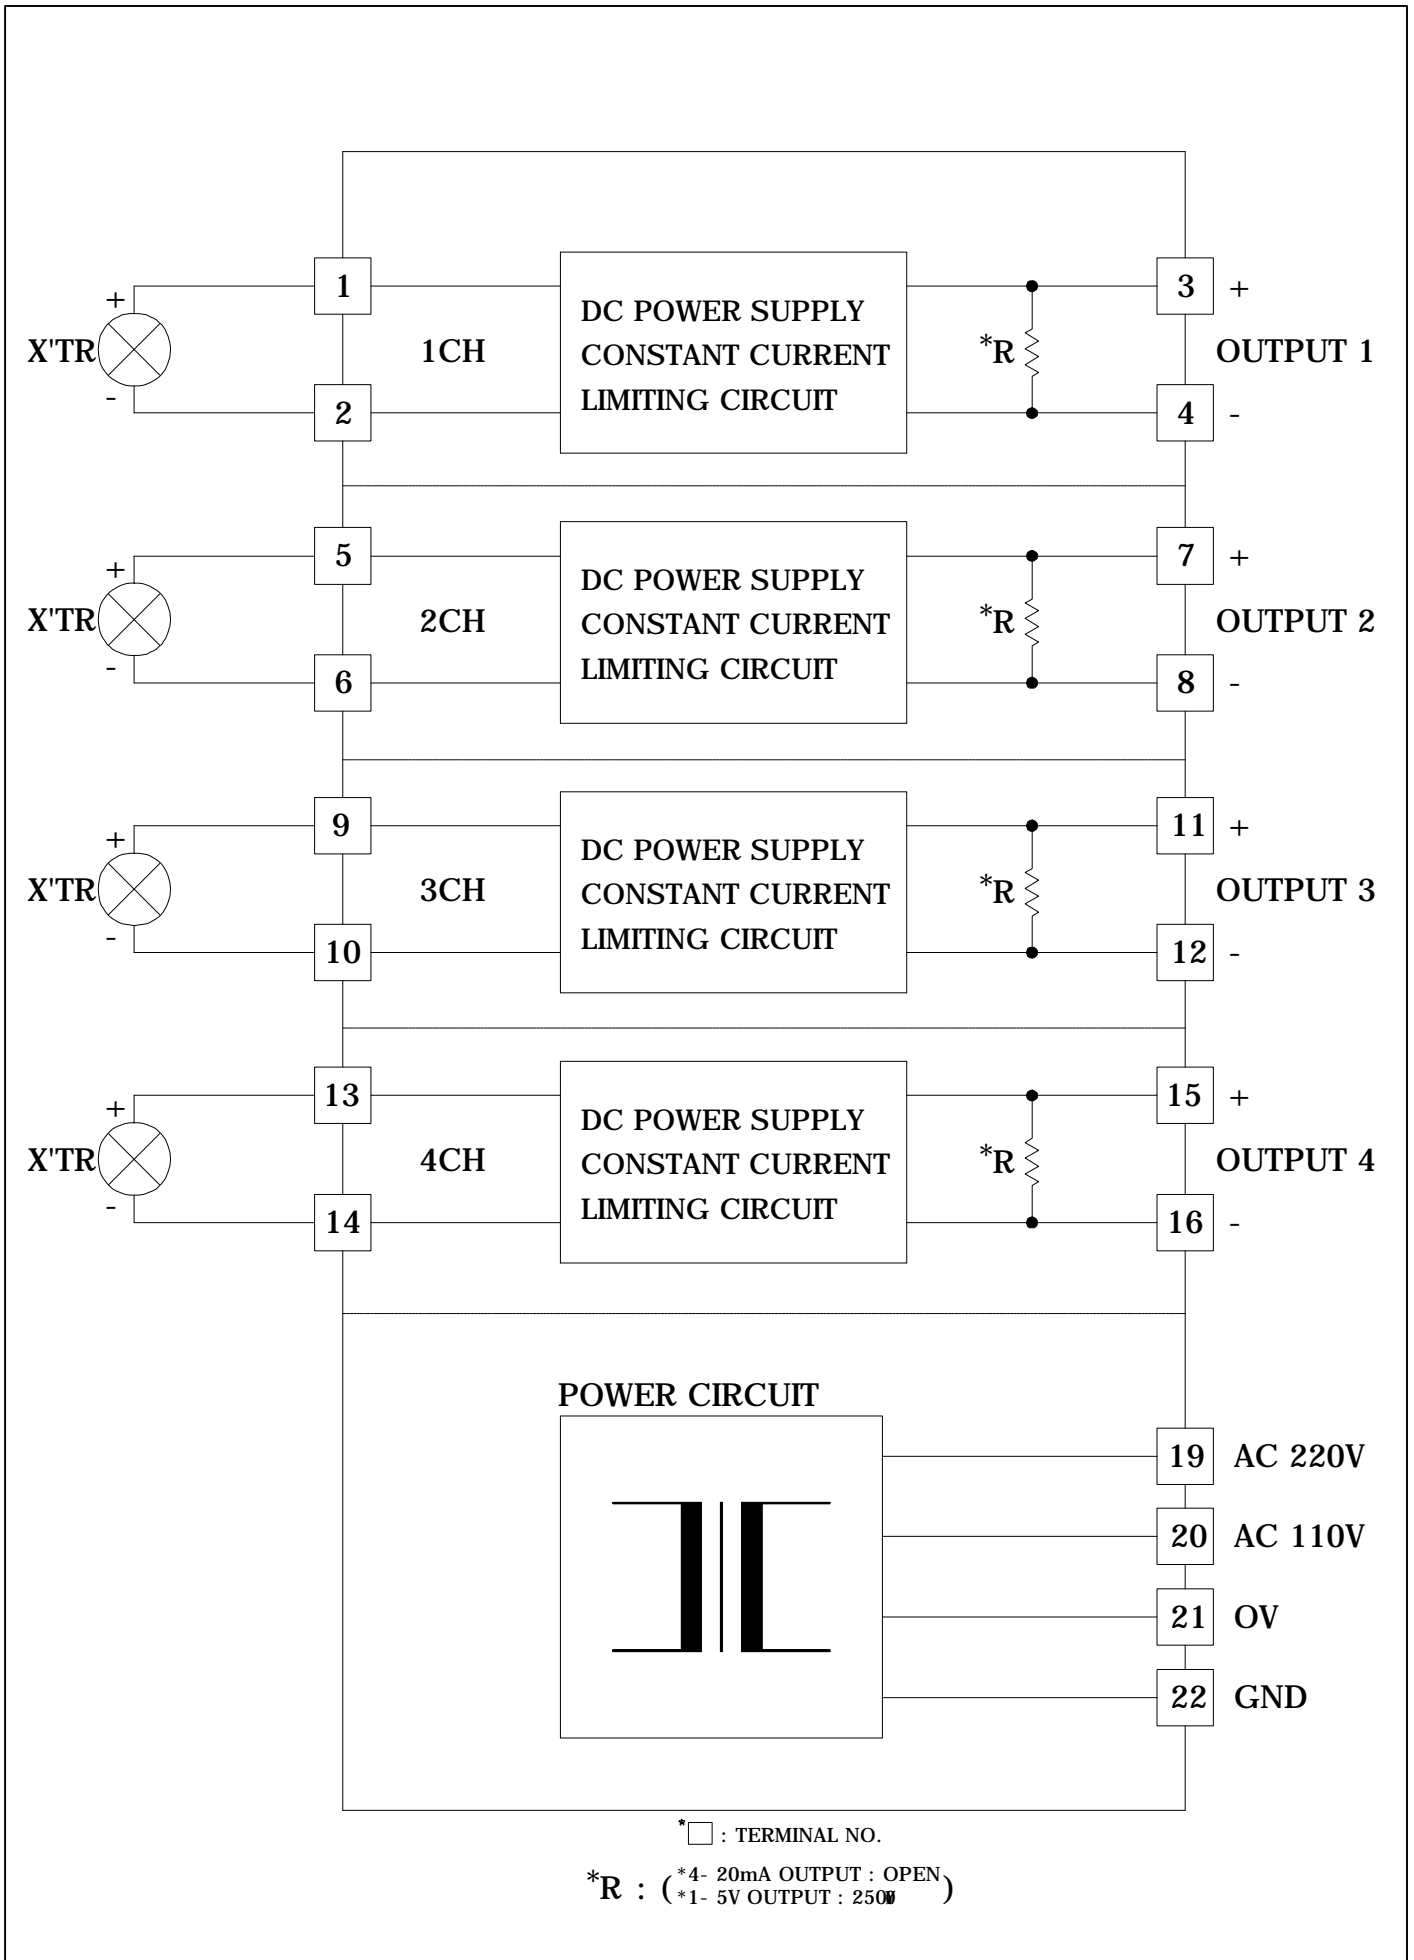 1
3
+
+
DC POWER SUPPLY
X'TR
1CH
CONSTANT CURRENT
*R
OUTPUT 1
LIMITING CIRCUIT
-
2
4
-
5
7
+
+
DC POWER SUPPLY
X'TR
2CH
CONSTANT CURRENT
*R
OUTPUT 2
LIMITING CIRCUIT
-
6
8
-
9
11
+
+
DC POWER SUPPLY
X'TR
3CH
CONSTANT CURRENT
*R
OUTPUT 3
LIMITING CIRCUIT
-
10
12
-
13
15
+
+
DC POWER SUPPLY
X'TR
4CH
CONSTANT CURRENT
*R
OUTPUT 4
LIMITING CIRCUIT
-
14
16
-
POWER CIRCUIT
19 AC 220V
20 AC 110V
21 OV
22 GND
*□ : TERMINAL NO.
*R : (*4- 20mA OUTPUT : OPEN
*1- 5V OUTPUT : 250)